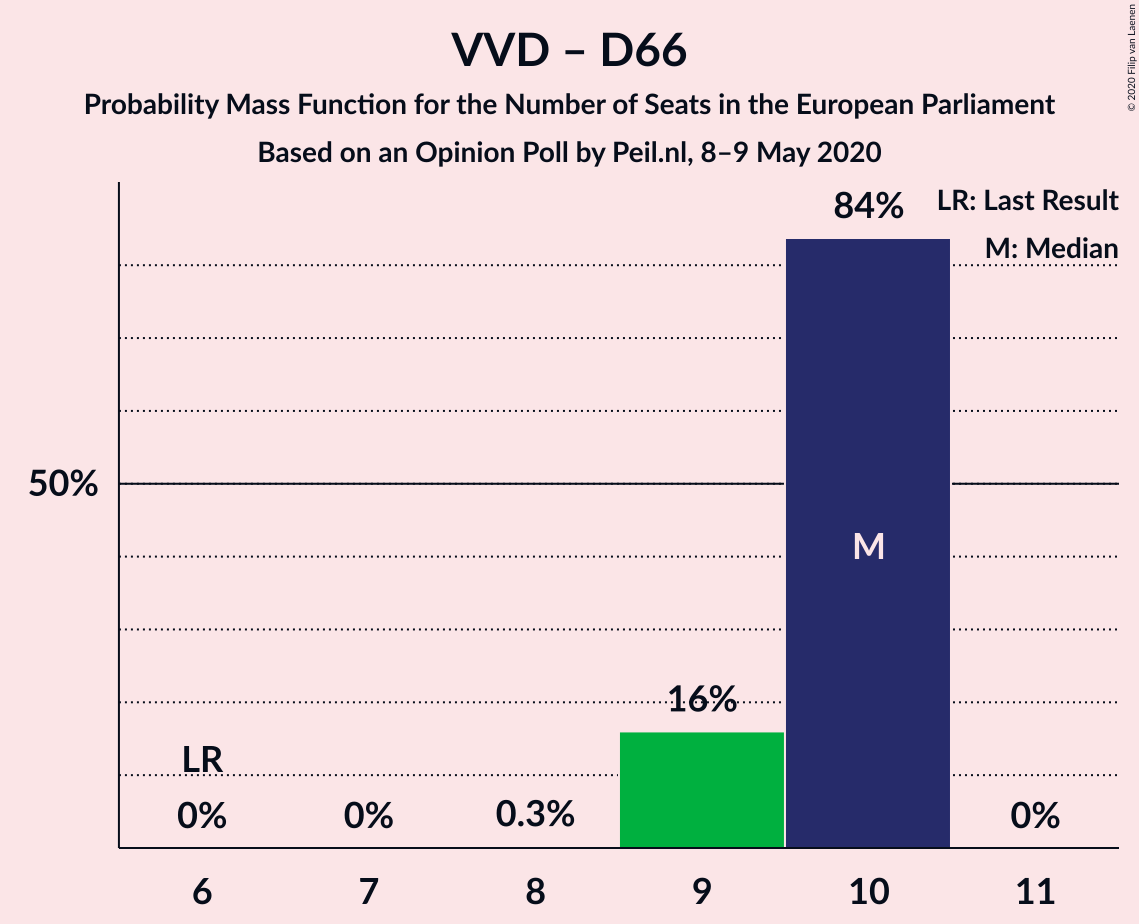 VVD – D66
Probability Mass Function for the Number of Seats in the European Parliament
Based on an Opinion Poll by Peil.nl, 8–9 May 2020
© 2020 Filip van Laenen
LR: Last Result
M: Median
84%
50%
M
16%
LR
0%
0%
0.3%
0%
6
7
8
9
10
11